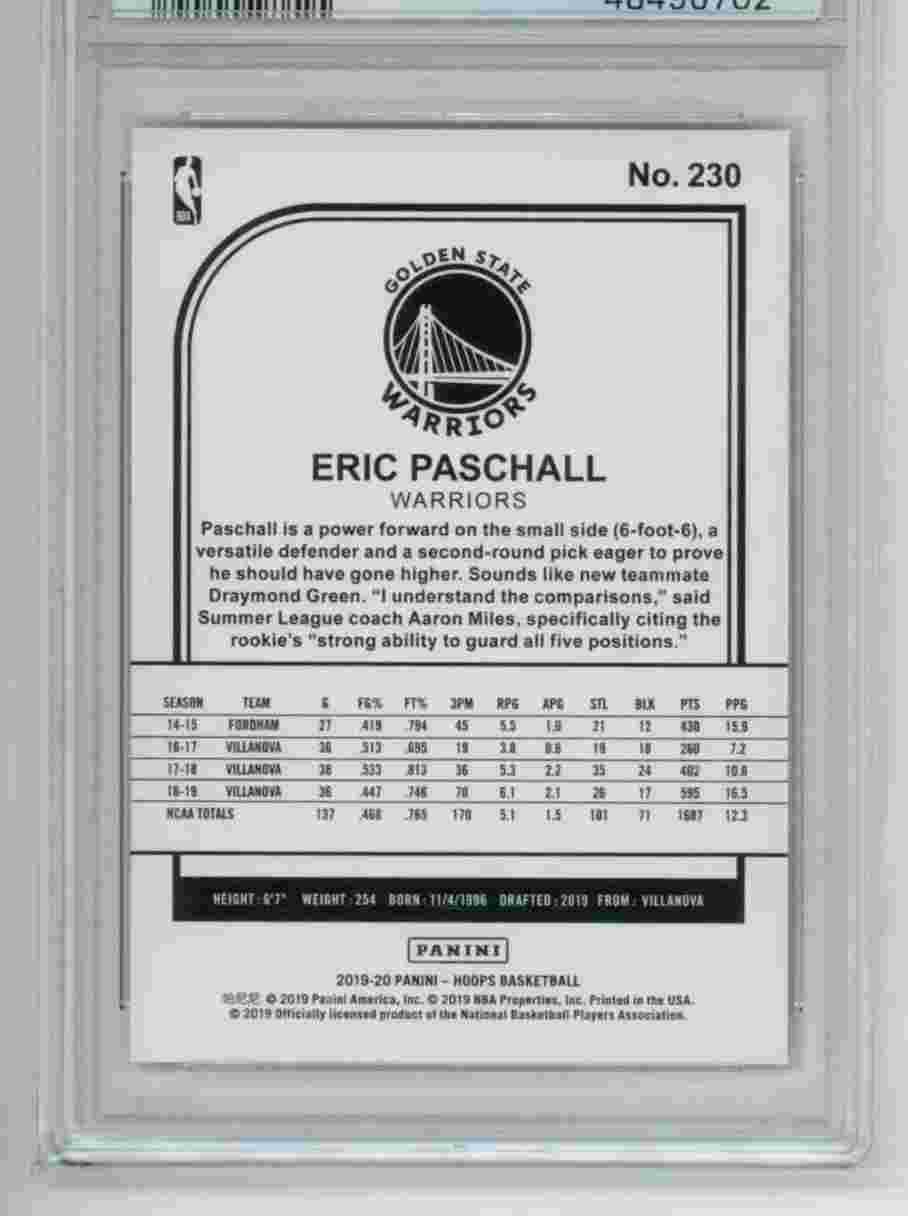 No. 230
NBA
GOLDEN STATE
WARRIORS
ERIC PASCHALL
WARRIORS
Paschall is a power forward on the small side (6-foot-6), a
versatile defender and a second-round pick eager to prove
he should have gone higher. Sounds like new teammate
Draymond Green. "I understand the comparisons," said
Summer League coach Aaron Miles, specifically citing the
rookie's "strong ability to guard all five positions."
SEASON TEAM G FG% FT% 3PM RPG APG STL BLK PTS PPG
14-15 FORDHAM 27 .419 .794 45 5.5 1.0 21 12 430 15.9
16-17 VILLANOVA 36 .513 .695 19 3.8 0.6 19 18 260 7.2
17-18 VILLANOVA 38 .533 .813 36 5.3 2.2 35 24 402 10.6
18-19 VILLANOVA 36 .447 .746 70 6.1 2.1 26 17 595 16.5
NCAA TOTALS 137 .468 .765 170 5.1 1.5 101 71 1687 12.3
HEIGHT: 6'7" WEIGHT: 254 BORN: 11/4/1996 DRAFTED: 2019 FROM: VILLANOVA
PANINI
2019-20 PANINI – HOOPS BASKETBALL
帕尼尼 © 2019 Panini America, Inc. © 2019 NBA Properties, Inc. Printed in the USA.
© 2019 Officially licensed product of the National Basketball Players Association.